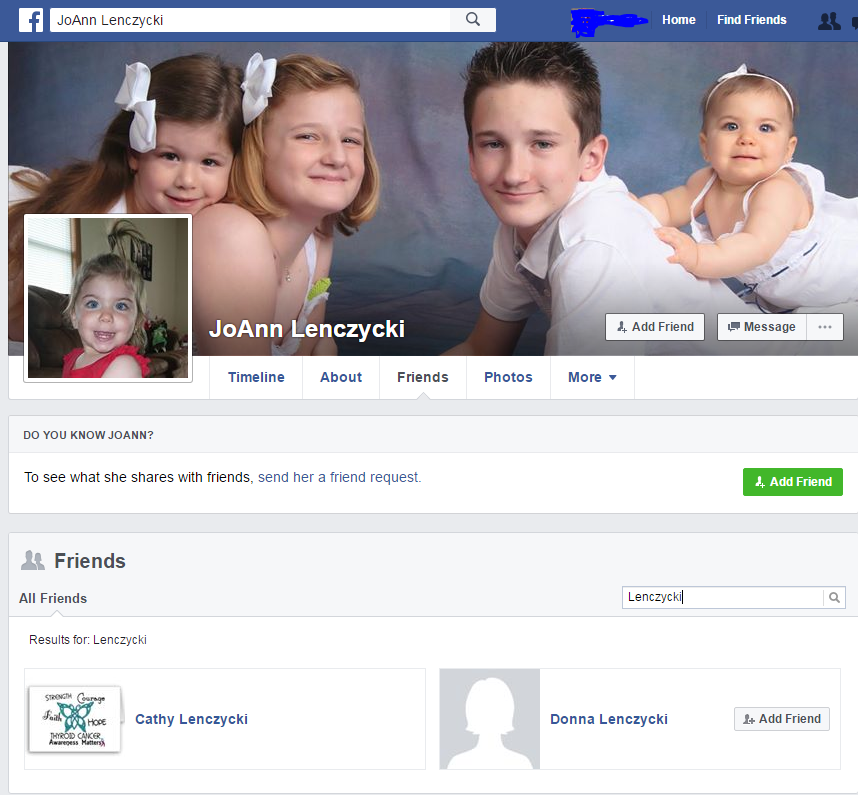 f
JoAnn Lenczycki
Home
Find Friends
JoAnn Lenczycki
Add Friend
Message
Timeline
About
Friends
Photos
More
DO YOU KNOW JOANN?
To see what she shares with friends, send her a friend request.
Add Friend
Friends
All Friends
Lenczycki
Results for: Lenczycki
STRENGTH Courage
Faith
HOPE
THYROID CANCER
Awareness Matters
Cathy Lenczycki
Donna Lenczycki
Add Friend